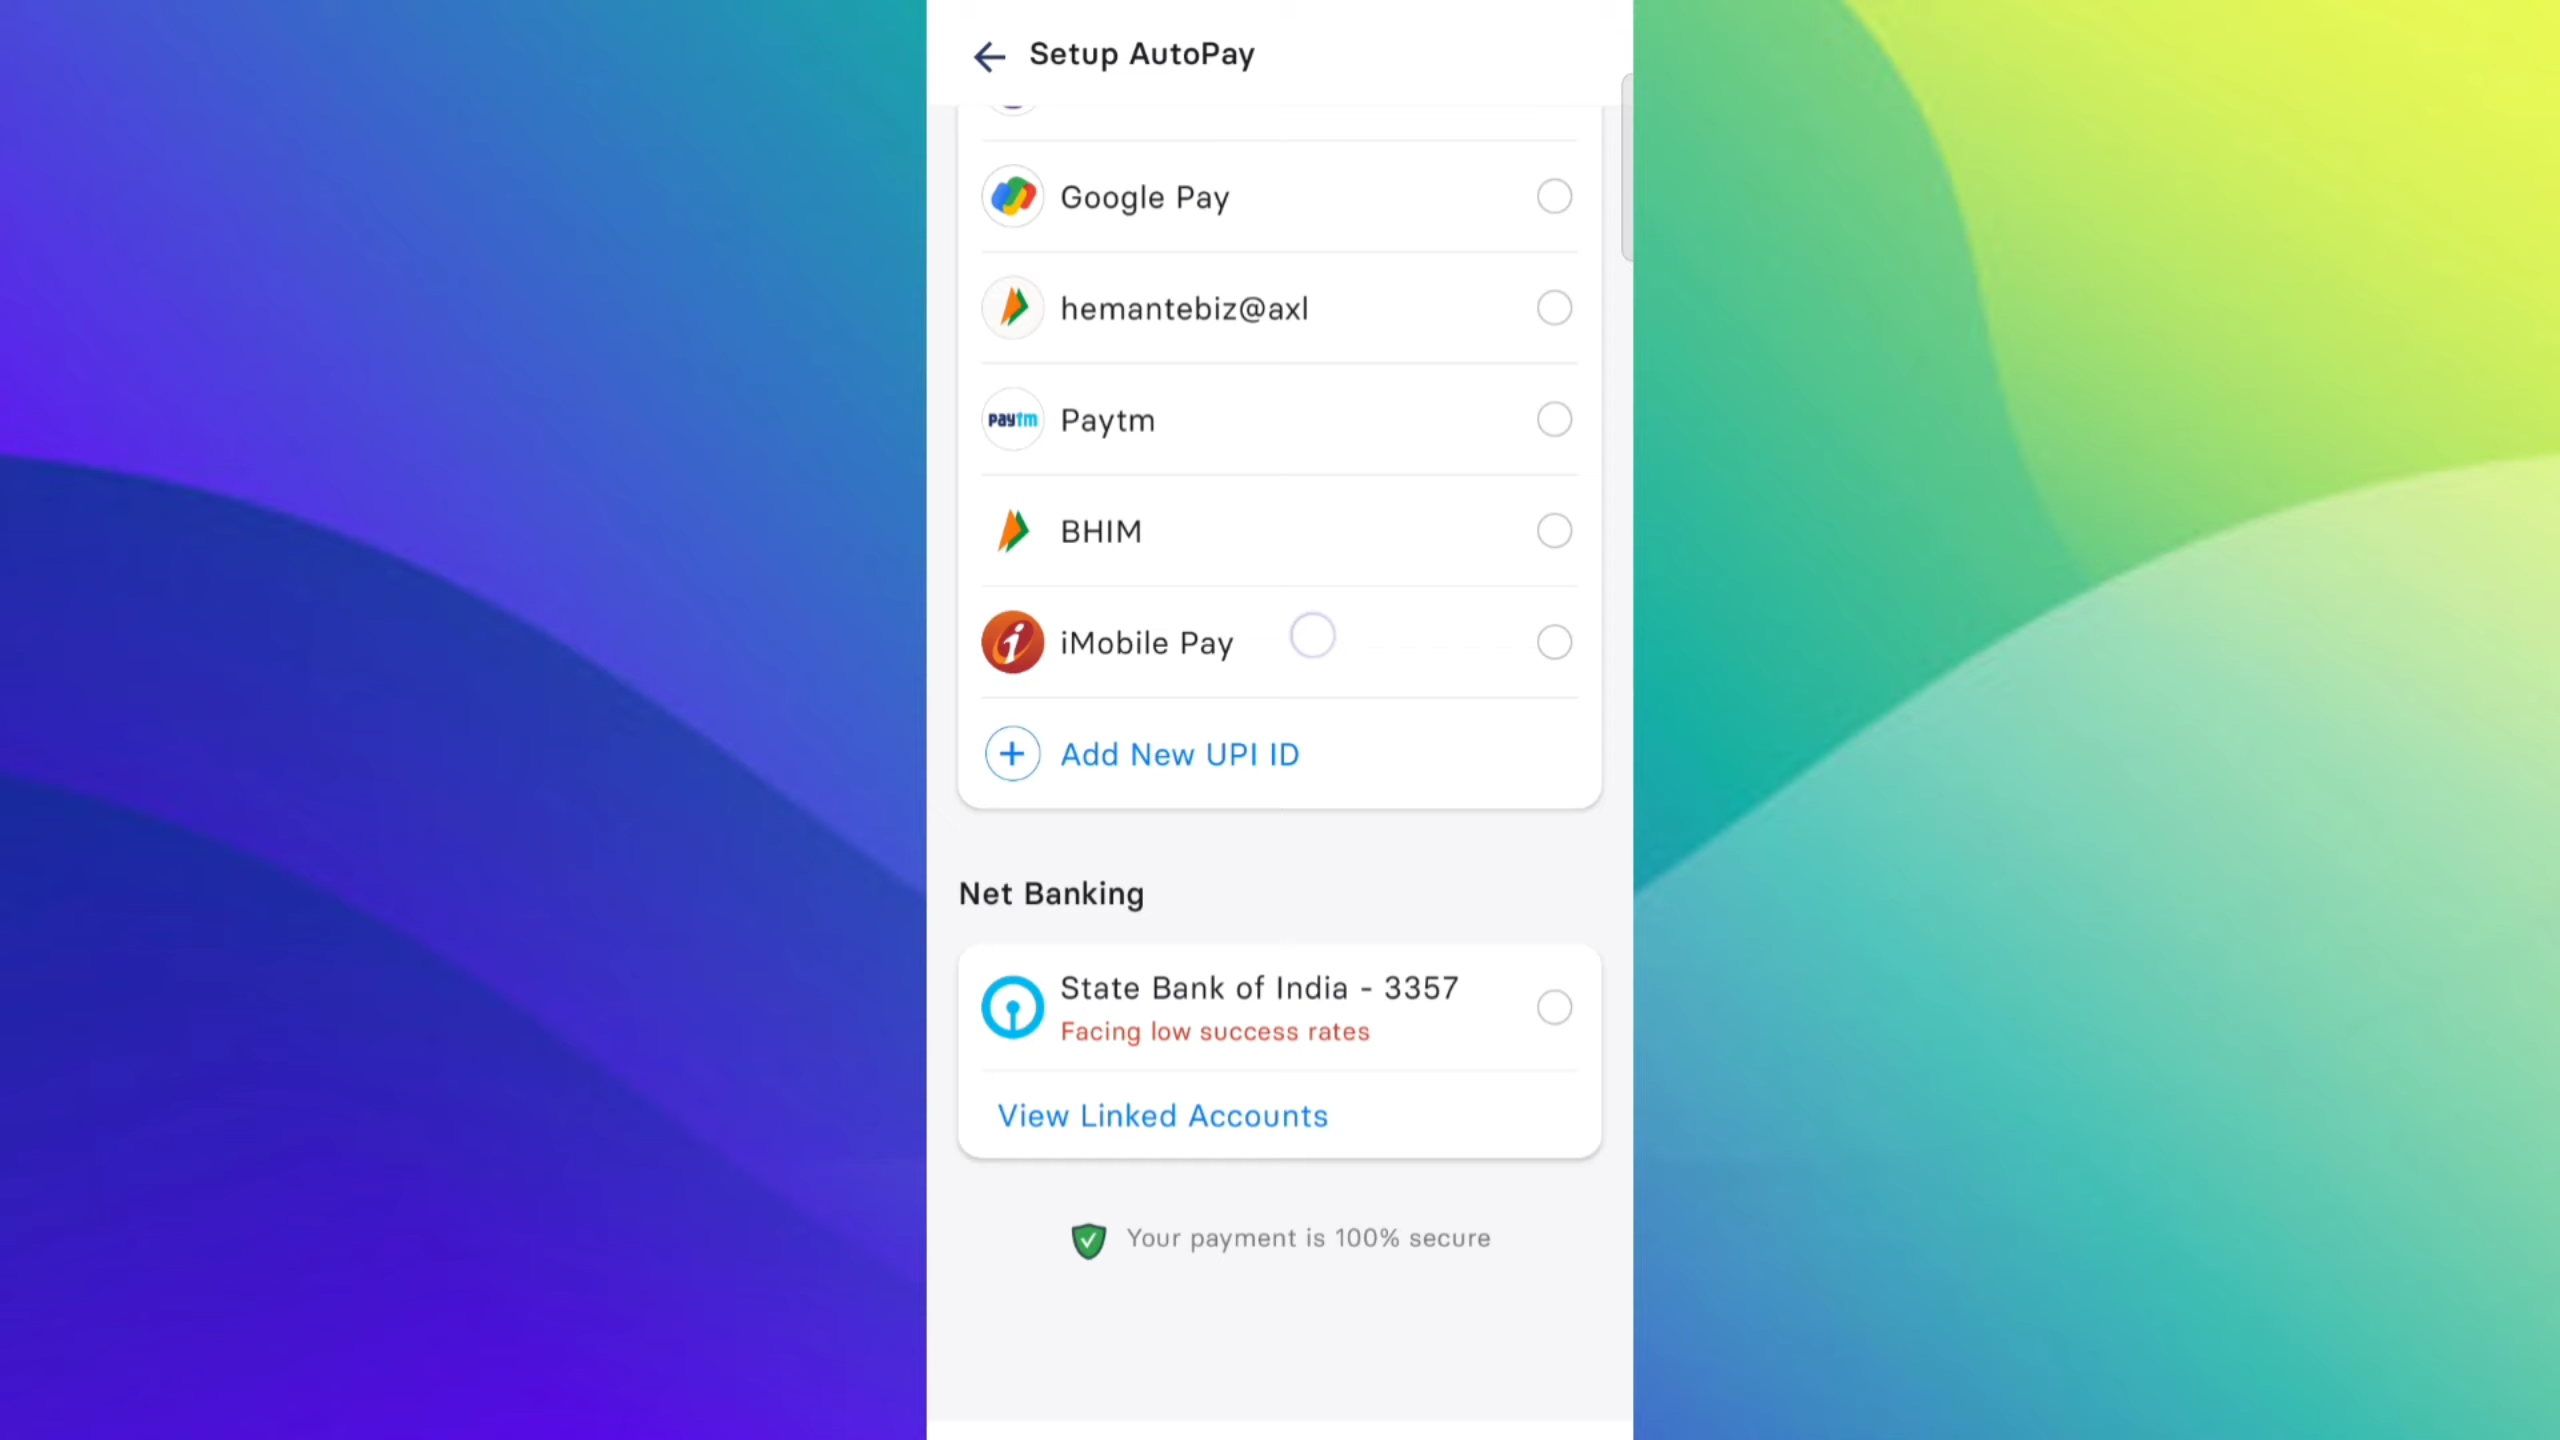 Setup AutoPay
Google Pay
hemantebiz@axl
paytm Paytm
BHIM
iMobile Pay
Add New UPI ID
Net Banking
State Bank of India - 3357
Facing low success rates
View Linked Accounts
Your payment is 100% secure